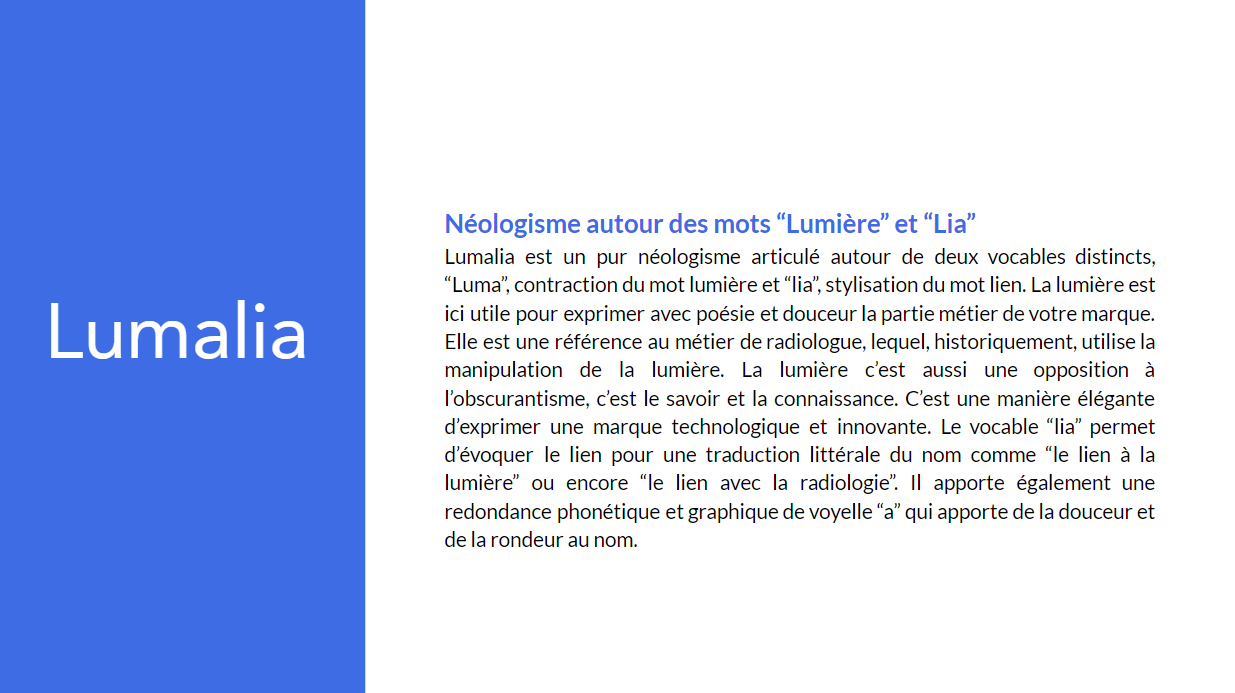 Lumalia
Néologisme autour des mots “Lumière” et “Lia”
Lumalia est un pur néologisme articulé autour de deux vocables distincts,
“Luma”, contraction du mot lumière et “lia”, stylisation du mot lien. La lumière est
ici utile pour exprimer avec poésie et douceur la partie métier de votre marque.
Elle est une référence au métier de radiologue, lequel, historiquement, utilise la
manipulation de la lumière. La lumière c’est aussi une opposition à
l’obscurantisme, c’est le savoir et la connaissance. C’est une manière élégante
d’exprimer une marque technologique et innovante. Le vocable “lia” permet
d’évoquer le lien pour une traduction littérale du nom comme “le lien à la
lumière” ou encore “le lien avec la radiologie”. Il apporte également une
redondance phonétique et graphique de voyelle “a” qui apporte de la douceur et
de la rondeur au nom.